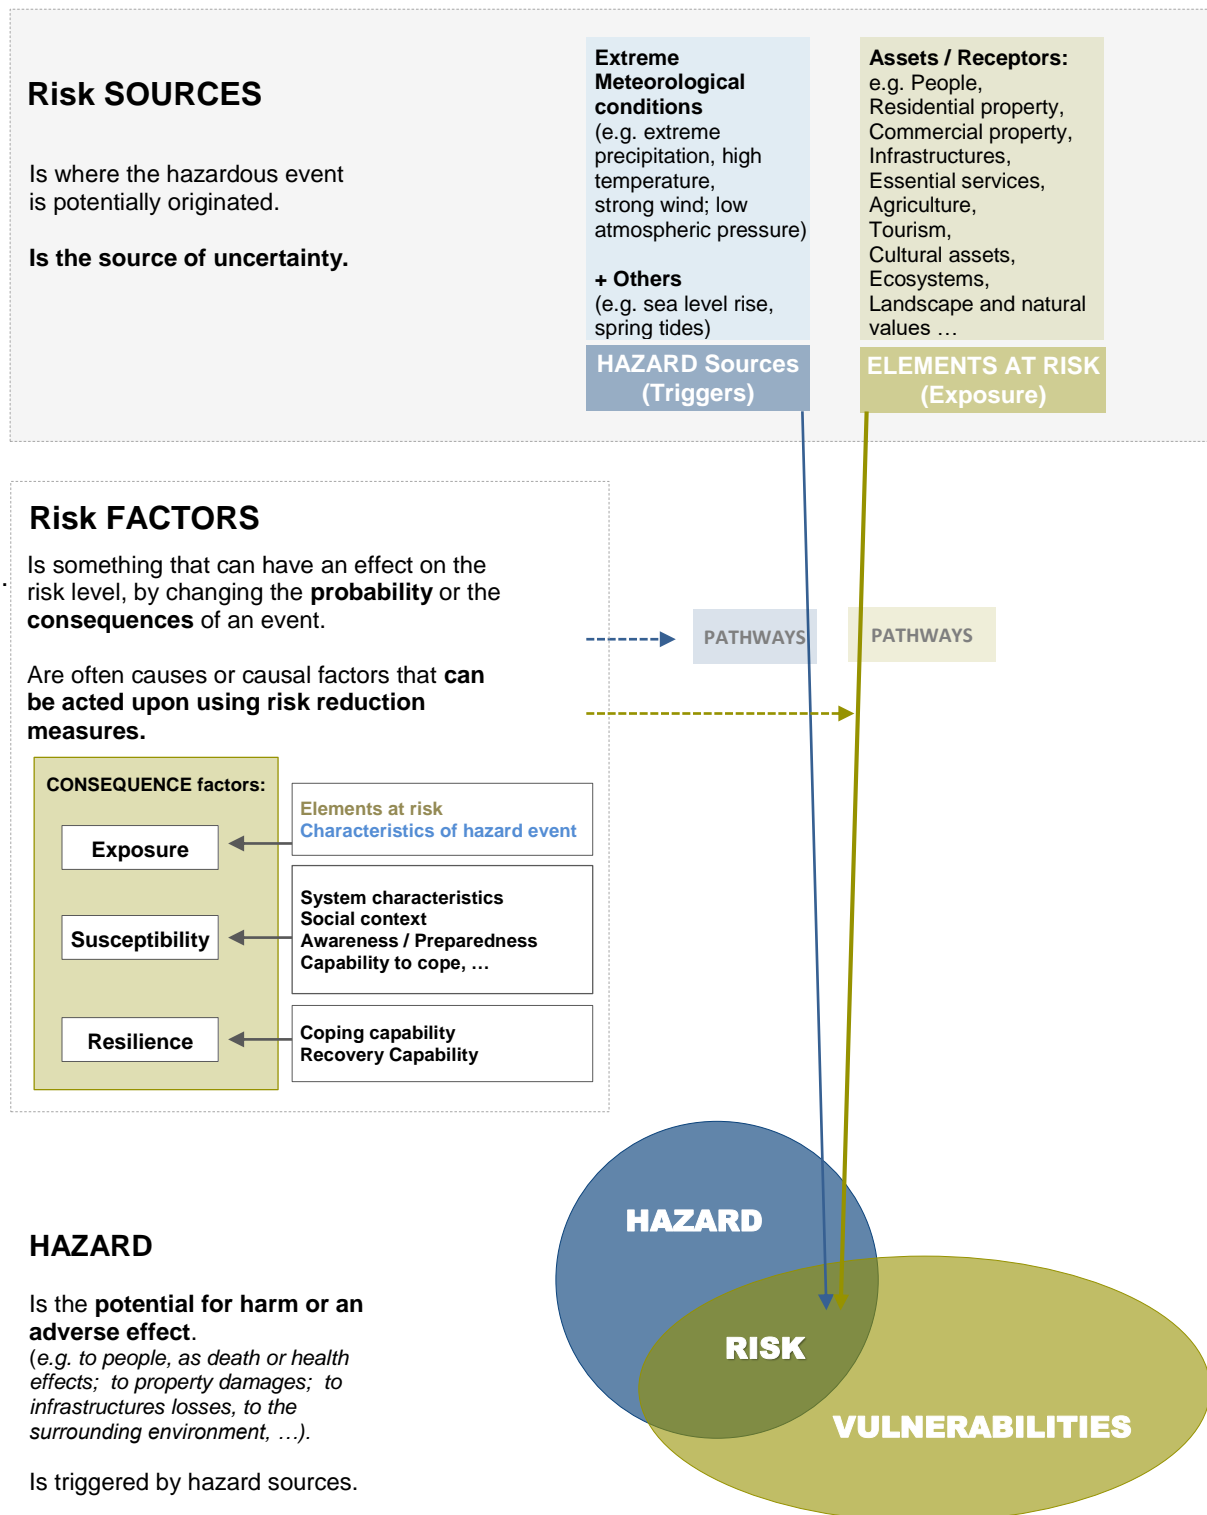 Risk SOURCES
Is where the hazardous event
is potentially originated.
Is the source of uncertainty.
Extreme
Meteorological
conditions
(e.g. extreme
precipitation, high
temperature,
strong wind; low
atmospheric pressure)
+ Others
(e.g. sea level rise,
spring tides)
HAZARD Sources
(Triggers)
Assets / Receptors:
e.g. People,
Residential property,
Commercial property,
Infrastructures,
Essential services,
Agriculture,
Tourism,
Cultural assets,
Ecosystems,
Landscape and natural
values …
ELEMENTS AT RISK
(Exposure)
Risk FACTORS
Is something that can have an effect on the
risk level, by changing the probability or the
consequences of an event.
Are often causes or causal factors that can
be acted upon using risk reduction
measures.
.
PATHWAYS
PATHWAYS
CONSEQUENCE factors:
Exposure
Elements at risk
Characteristics of hazard event
Susceptibility
System characteristics
Social context
Awareness / Preparedness
Capability to cope, …
Resilience
Coping capability
Recovery Capability
HAZARD
Is the potential for harm or an
adverse effect.
(e.g. to people, as death or health
effects; to property damages; to
infrastructures losses, to the
surrounding environment, …).
Is triggered by hazard sources.
HAZARD
RISK
VULNERABILITIES